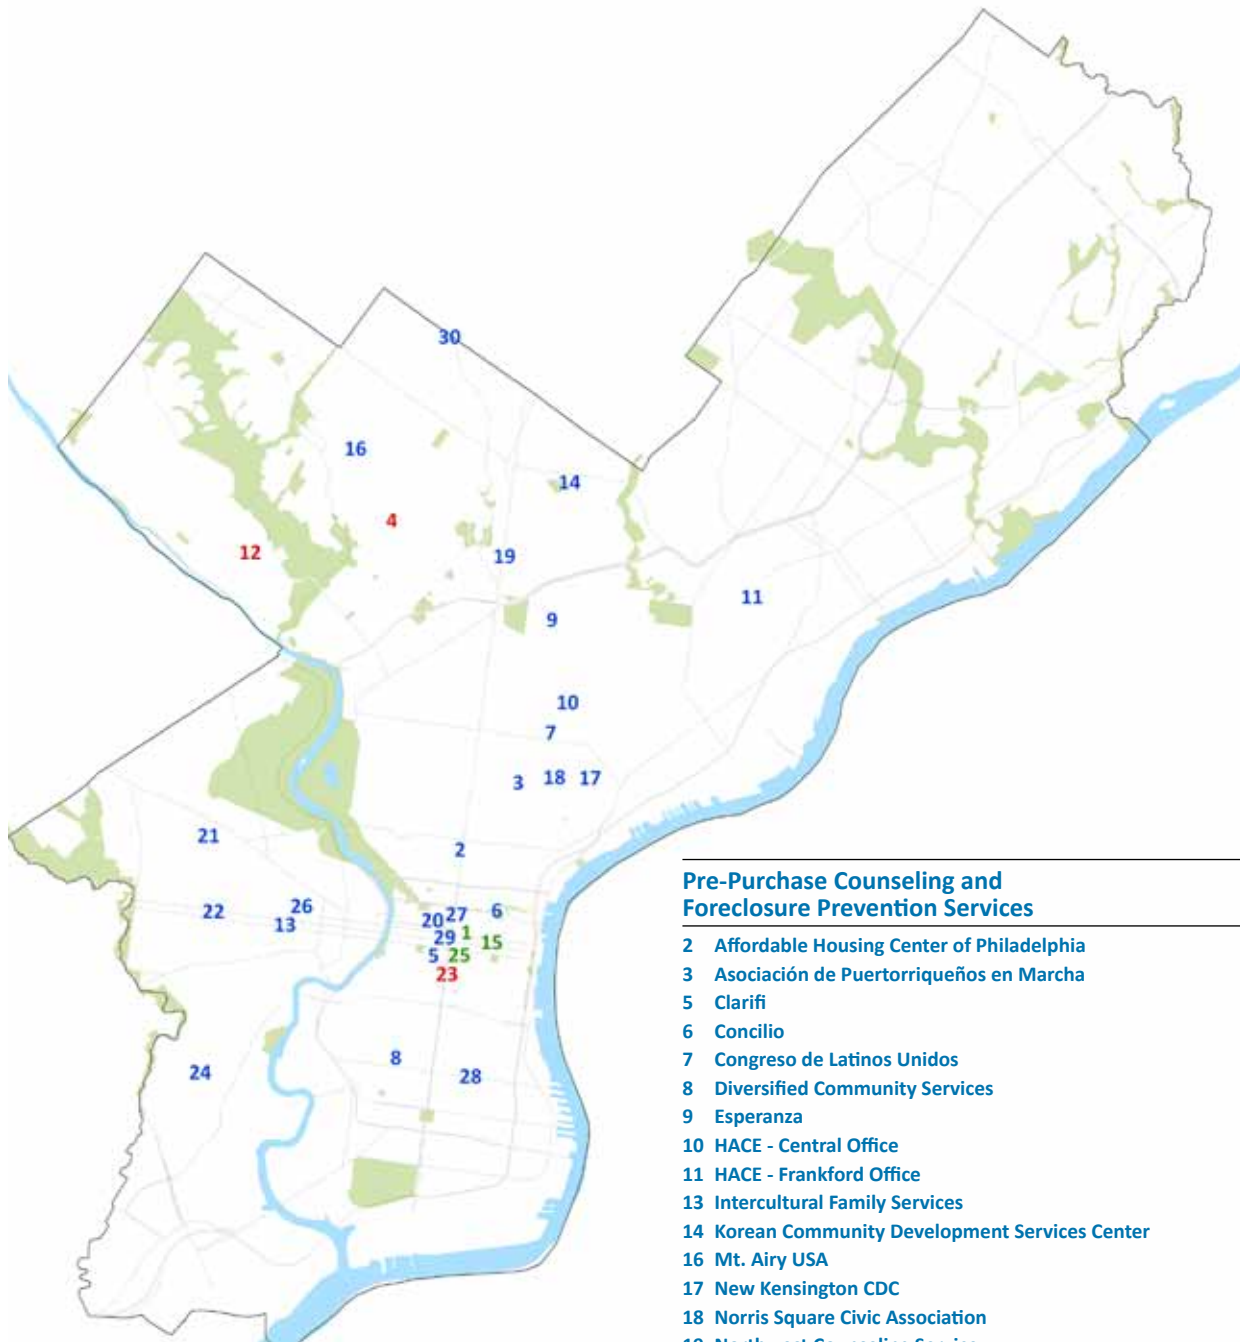 30
16
14
4
12
19
11
9
10
7
3 18 17
21
2
22 26
13
20 27 6
29 1 15
5 25
23
8
24
28
Pre-Purchase Counseling and
Foreclosure Prevention Services
2 Affordable Housing Center of Philadelphia
3 Asociación de Puertorriqueños en Marcha
5 Clarifi
6 Concilio
7 Congreso de Latinos Unidos
8 Diversified Community Services
9 Esperanza
10 HACE - Central Office
11 HACE - Frankford Office
13 Intercultural Family Services
14 Korean Community Development Services Center
16 Mt. Airy USA
17 New Kensington CDC
18 Norris Square Civic Association